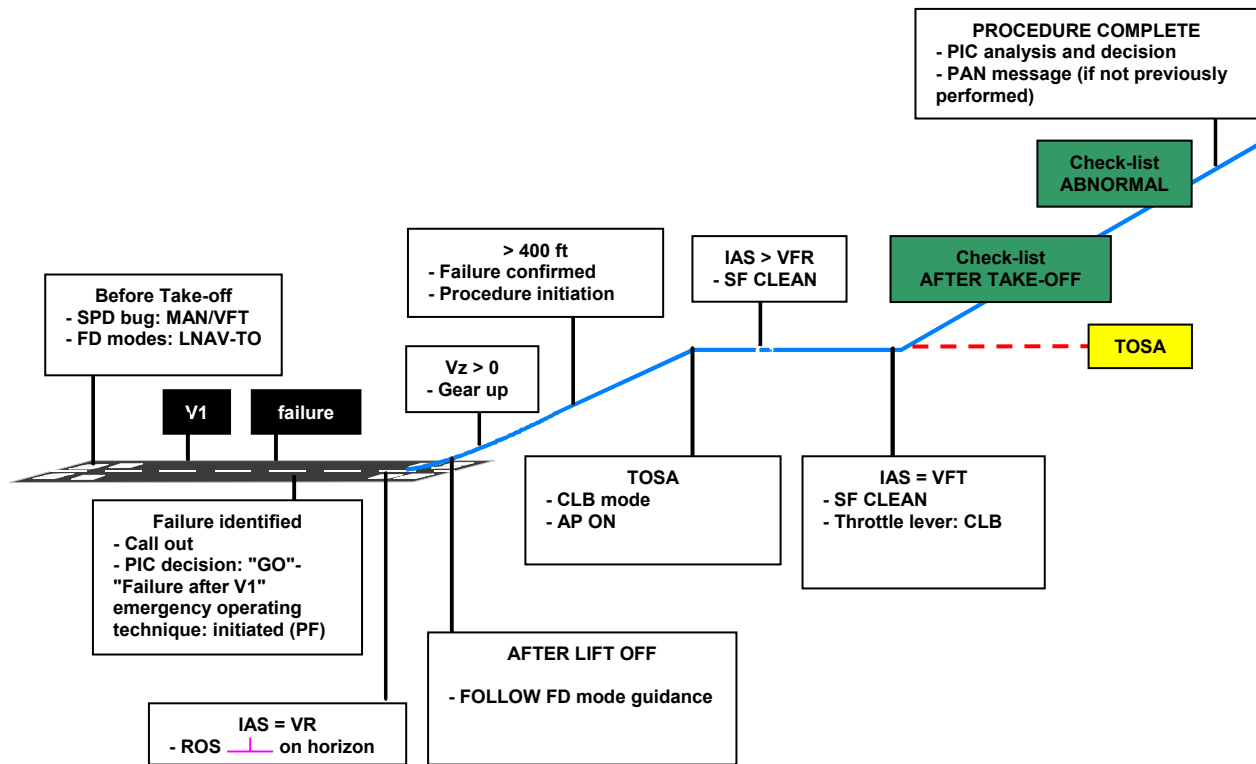 PROCEDURE COMPLETE
- PIC analysis and decision
- PAN message (if not previously
performed)
Check-list
ABNORMAL
> 400 ft
- Failure confirmed
- Procedure initiation
IAS > VFR
- SF CLEAN
Check-list
AFTER TAKE-OFF
Before Take-off
- SPD bug: MAN/VFT
- FD modes: LNAV-TO
TOSA
Vz > 0
- Gear up
V1
failure
TOSA
- CLB mode
- AP ON
IAS = VFT
- SF CLEAN
- Throttle lever: CLB
Failure identified
- Call out
- PIC decision: "GO"-
"Failure after V1"
emergency operating
technique: initiated (PF)
AFTER LIFT OFF
- FOLLOW FD mode guidance
IAS = VR
- ROS on horizon